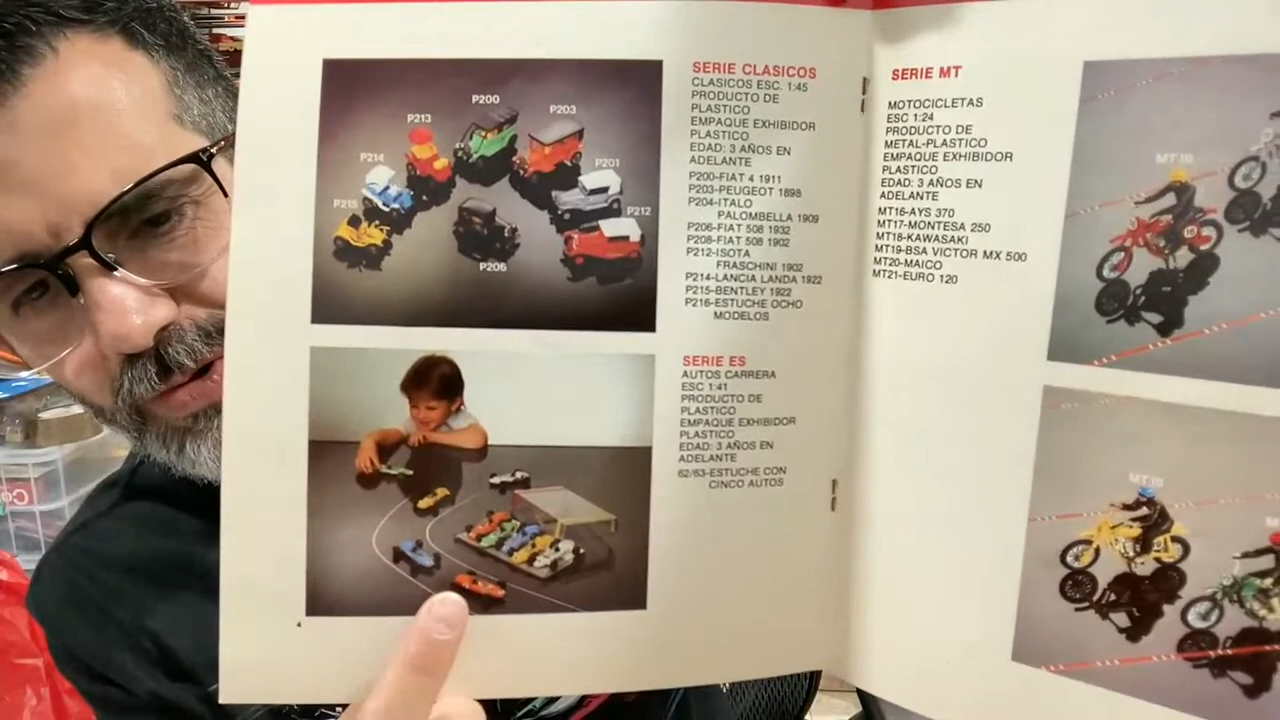 P200
P203
P213
P214
P201
P215
P212
P206
SERIE CLASICOS
CLASICOS ESC. 1:45
PRODUCTO DE
PLASTICO
EMPAQUE EXHIBIDOR
PLASTICO
EDAD: 3 AÑOS EN
ADELANTE
P200-FIAT 4 1911
P203-PEUGEOT 1898
P204-ITALO
PALOMBELLA 1909
P206-FIAT 508 1932
P208-FIAT 508 1902
P212-ISOTA
FRASCHINI 1902
P214-LANCIA LANDA 1922
P215-BENTLEY 1922
P216-ESTUCHE OCHO
MODELOS
SERIE ES
AUTOS CARRERA
ESC 1:41
PRODUCTO DE
PLASTICO
EMPAQUE EXHIBIDOR
PLASTICO
EDAD: 3 AÑOS EN
ADELANTE
62/63-ESTUCHE CON
CINCO AUTOS
4
SERIE MT
MOTOCICLETAS
ESC 1:24
PRODUCTO DE
METAL-PLASTICO
EMPAQUE EXHIBIDOR
PLASTICO
EDAD: 3 AÑOS EN
ADELANTE
MT16-AYS 370
MT17-MONTESA 250
MT18-KAWASAKI
MT19-BSA VICTOR MX 500
MT20-MAICO
MT21-EURO 120